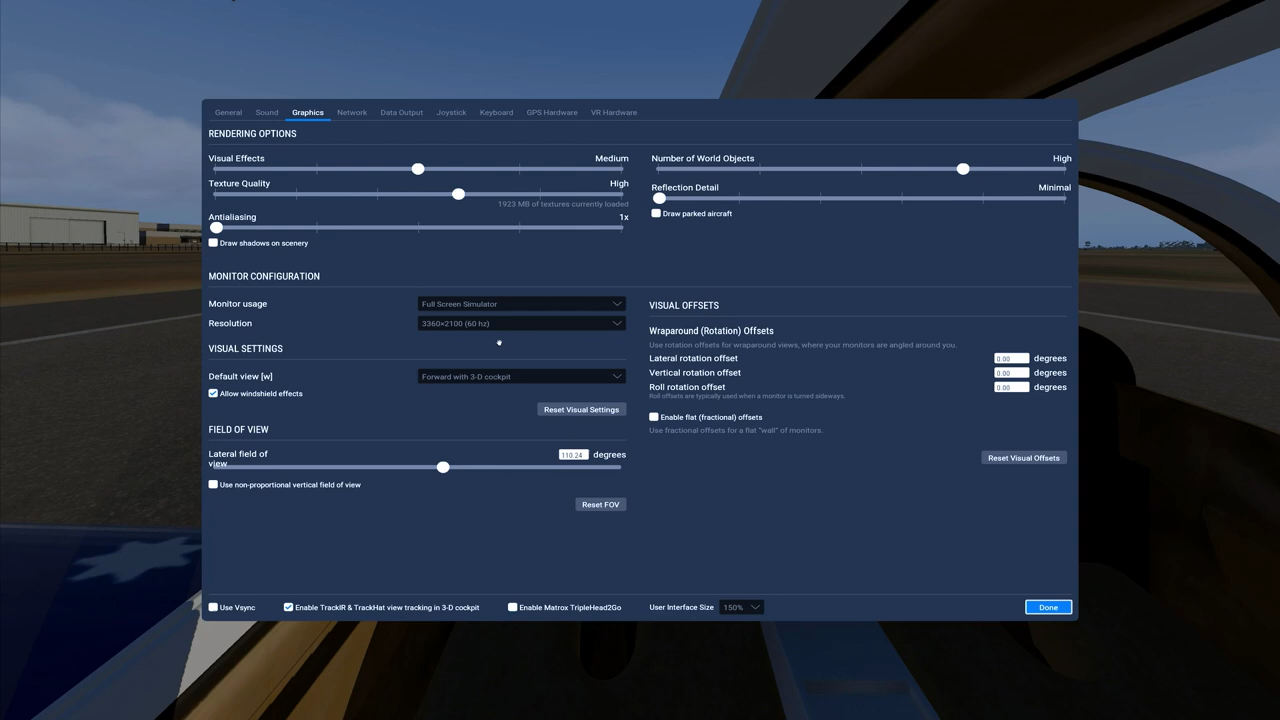 General Sound Graphics Network Data Output Joystick Keyboard GPS Hardware VR Hardware
RENDERING OPTIONS
Visual Effects Medium
Texture Quality High
1923 MB of textures currently loaded
Antialiasing 1x
Draw shadows on scenery
Number of World Objects High
Reflection Detail Minimal
Draw parked aircraft
MONITOR CONFIGURATION
Monitor usage Full Screen Simulator
Resolution 3360×2100 (60 hz)
VISUAL SETTINGS
Default view [w] Forward with 3-D cockpit
Allow windshield effects
Reset Visual Settings
FIELD OF VIEW
Lateral field of
view
110.24 degrees
Use non-proportional vertical field of view
Reset FOV
VISUAL OFFSETS
Wraparound (Rotation) Offsets
Use rotation offsets for wraparound views, where your monitors are angled around you.
Lateral rotation offset 0.00 degrees
Vertical rotation offset 0.00 degrees
Roll rotation offset 0.00 degrees
Roll offsets are typically used when a monitor is turned sideways.
Enable flat (fractional) offsets
Use fractional offsets for a flat "wall" of monitors.
Reset Visual Offsets
Use Vsync Enable TrackIR & TrackHat view tracking in 3-D cockpit Enable Matrox TripleHead2Go User Interface Size 150% Done